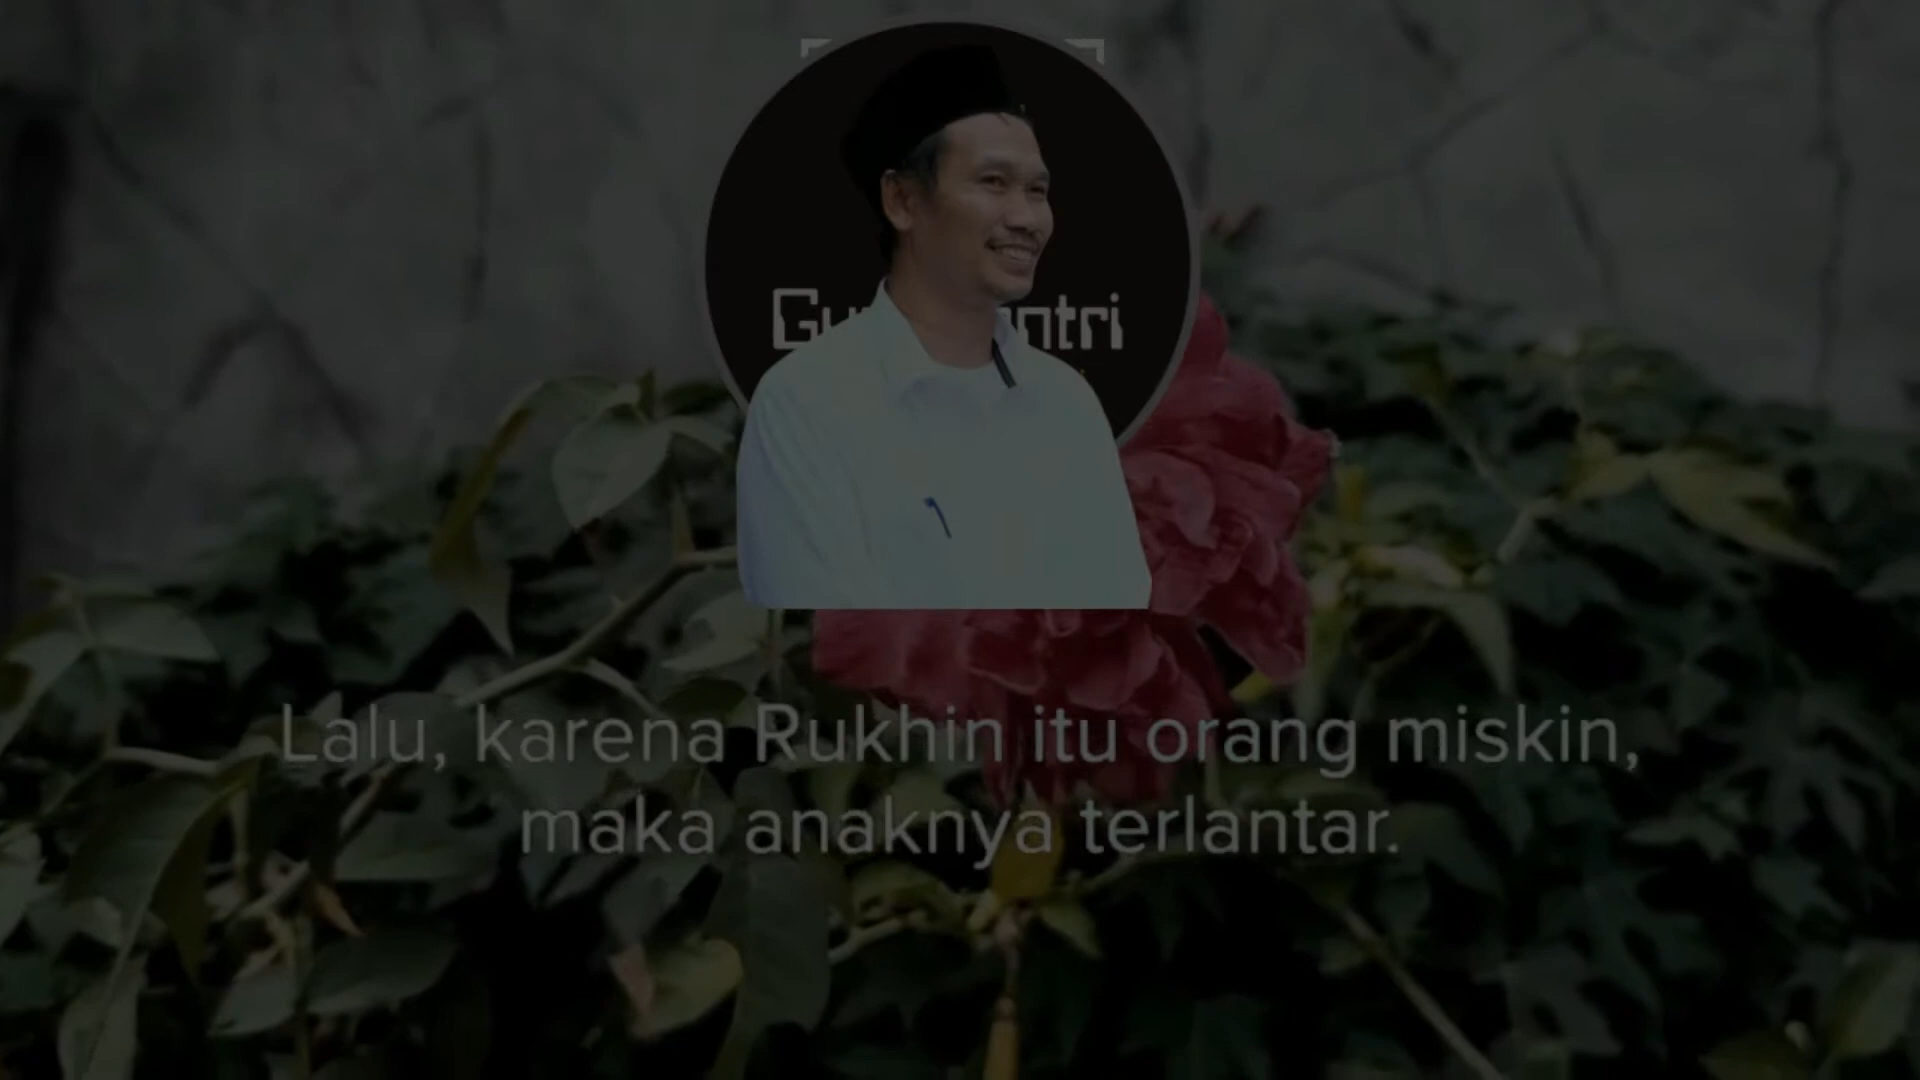 Lalu, karena Rukhin itu orang miskin,
maka anaknya terlantar.